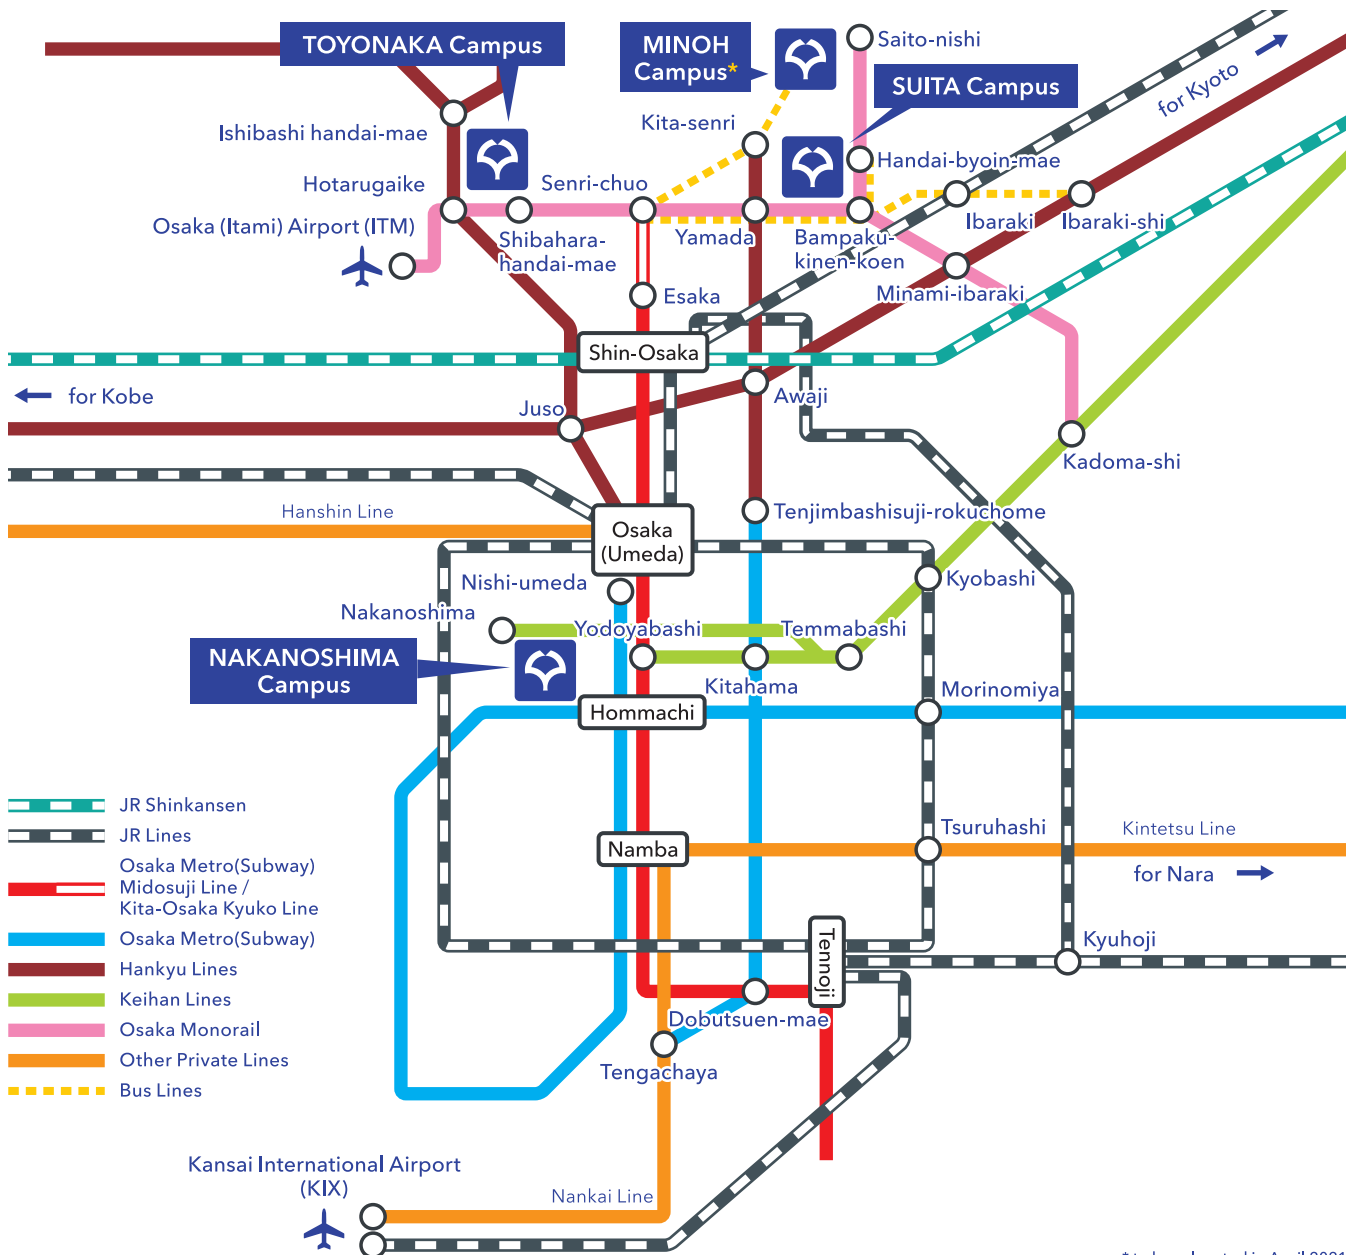 TOYONAKA Campus
MINOH
Campus*
Saito-nishi
SUITA Campus
for Kyoto
Ishibashi handai-mae
Kita-senri
Handai-byoin-mae
Hotarugaike
Senri-chuo
Osaka (Itami) Airport (ITM)
Shibahara-
handai-mae
Yamada
Bampaku-
kinen-koen
Ibaraki
Ibaraki-shi
Minami-ibaraki
Esaka
Shin-Osaka
for Kobe
Juso
Awaji
Kadoma-shi
Hanshin Line
Osaka
(Umeda)
Tenjimbashisuji-rokuchome
Nishi-umeda
Kyobashi
Nakanoshima
Yodoyabashi
Temmabashi
NAKANOSHIMA
Campus
Kitahama
Morinomiya
Hommachi
JR Shinkansen
JR Lines
Osaka Metro(Subway)
Midosuji Line /
Kita-Osaka Kyuko Line
Osaka Metro(Subway)
Hankyu Lines
Keihan Lines
Osaka Monorail
Other Private Lines
Bus Lines
Namba
Tsuruhashi
Kintetsu Line
for Nara
Tennoji
Kyuhoji
Dobutsuen-mae
Tengachaya
Kansai International Airport
(KIX)
Nankai Line